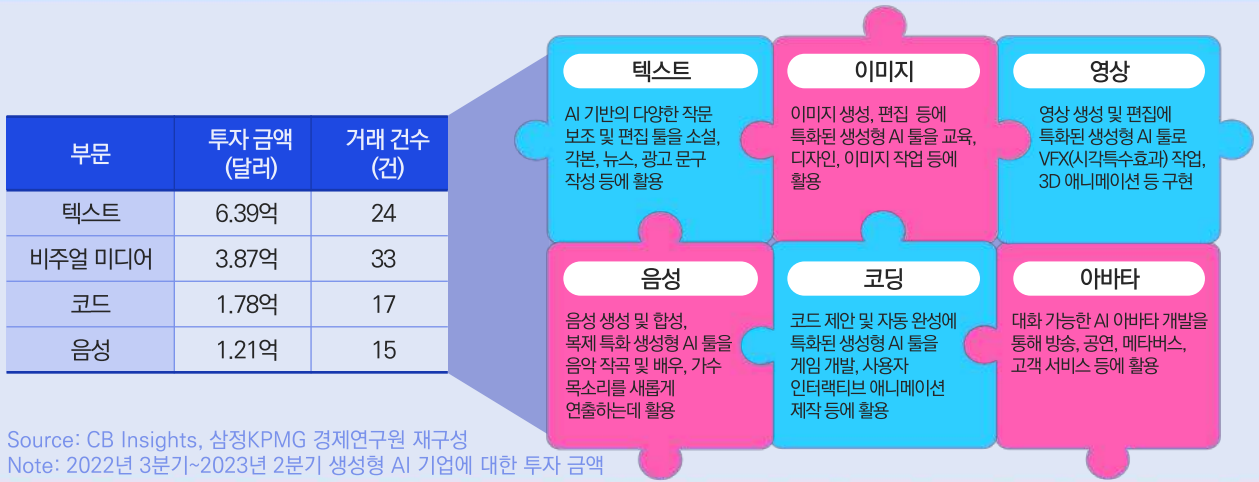 부문 투자 금액 (달러) 거래 건수 (건)
텍스트 6.39억 24
비주얼 미디어 3.87억 33
코드 1.78억 17
음성 1.21억 15
텍스트
AI 기반의 다양한 작문
보조 및 편집 툴을 소설,
각본, 뉴스, 광고 문구
작성 등에 활용
이미지
이미지 생성, 편집 등에
특화된 생성형 AI 툴을 교육,
디자인, 이미지 작업 등에
활용
영상
영상 생성 및 편집에
특화된 생성형 AI 툴로
VFX(시각특수효과) 작업,
3D 애니메이션 등 구현
음성
음성 생성 및 합성,
복제 특화 생성형 AI 툴을
음악 작곡 및 배우, 가수
목소리를 새롭게
연출하는데 활용
코딩
코드 제안 및 자동 완성에
특화된 생성형 AI 툴을
게임 개발, 사용자
인터랙티브 애니메이션
제작 등에 활용
아바타
대화 가능한 AI 아바타 개발을
통해 방송, 공연, 메타버스,
고객 서비스 등에 활용
Source: CB Insights, 삼정KPMG 경제연구원 재구성
Note: 2022년 3분기~2023년 2분기 생성형 AI 기업에 대한 투자 금액